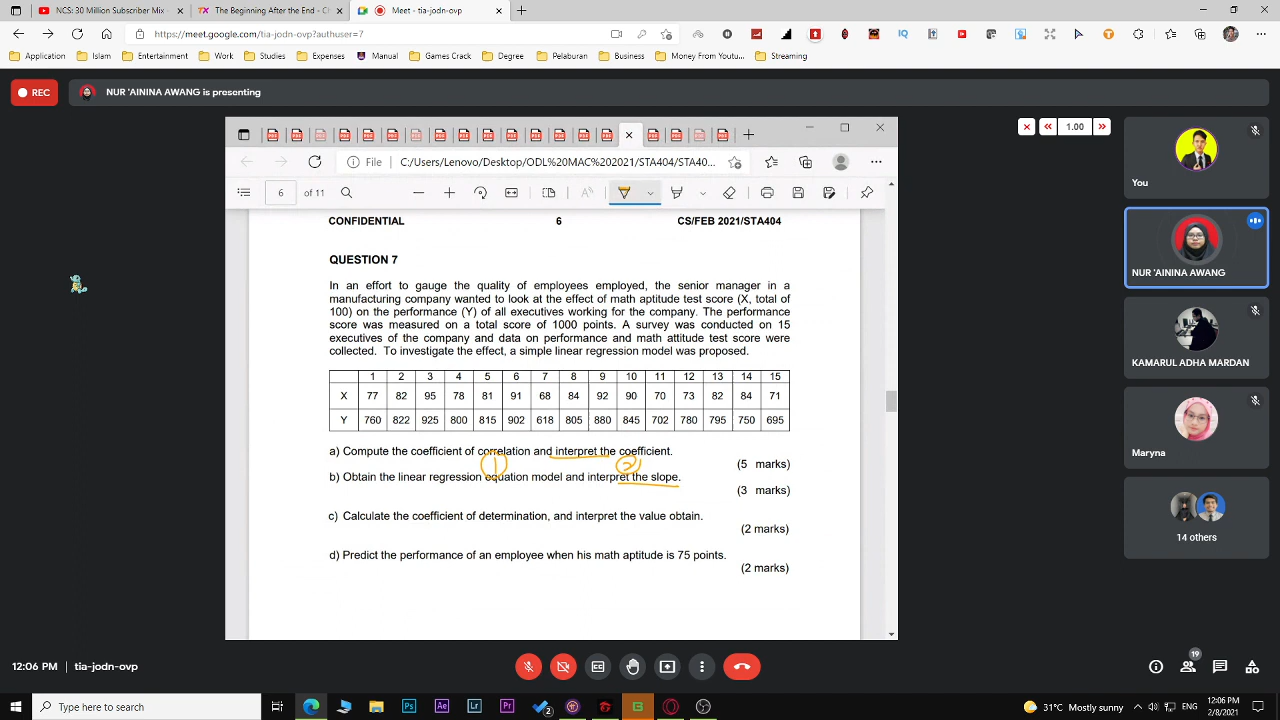 NCS: 30 Million Subscriber Mix -
The Beginning After the End - Ch
Meet - tia-jodn-ovp
https://meet.google.com/tia-jodn-ovp?authuser=7
Application
Islam
Entertainment
Work
Studies
Expenses
Manual
Games Crack
Degree
Pelaburan
Business
Money From Youtu...
Streaming
REC
NUR 'AININA AWANG is presenting
1.00
File
C:/Users/Lenovo/Desktop/ODL%20MAC%202021/STA404/STA40...
6
of 11
CONFIDENTIAL 6 CS/FEB 2021/STA404
QUESTION 7
In an effort to gauge the quality of employees employed, the senior manager in a
manufacturing company wanted to look at the effect of math aptitude test score (X, total of
100) on the performance (Y) of all executives working for the company. The performance
score was measured on a total score of 1000 points. A survey was conducted on 15
executives of the company and data on performance and math attitude test score were
collected. To investigate the effect, a simple linear regression model was proposed.
1 2 3 4 5 6 7 8 9 10 11 12 13 14 15
X 77 82 95 78 81 91 68 84 92 90 70 73 82 84 71
Y 760 822 925 800 815 902 618 805 880 845 702 780 795 750 695
a) Compute the coefficient of correlation and interpret the coefficient.
(5 marks)
1 2
b) Obtain the linear regression equation model and interpret the slope.
(3 marks)
c) Calculate the coefficient of determination, and interpret the value obtain.
(2 marks)
d) Predict the performance of an employee when his math aptitude is 75 points.
(2 marks)
You
NUR 'AININA AWANG
KAMARUL ADHA MARDAN
Maryna
14 others
12:06 PM | tia-jodn-ovp
19
Type here to search
Ps
Ae
Lr
Pr
2
31°C Mostly sunny
12:06 PM
2/8/2021